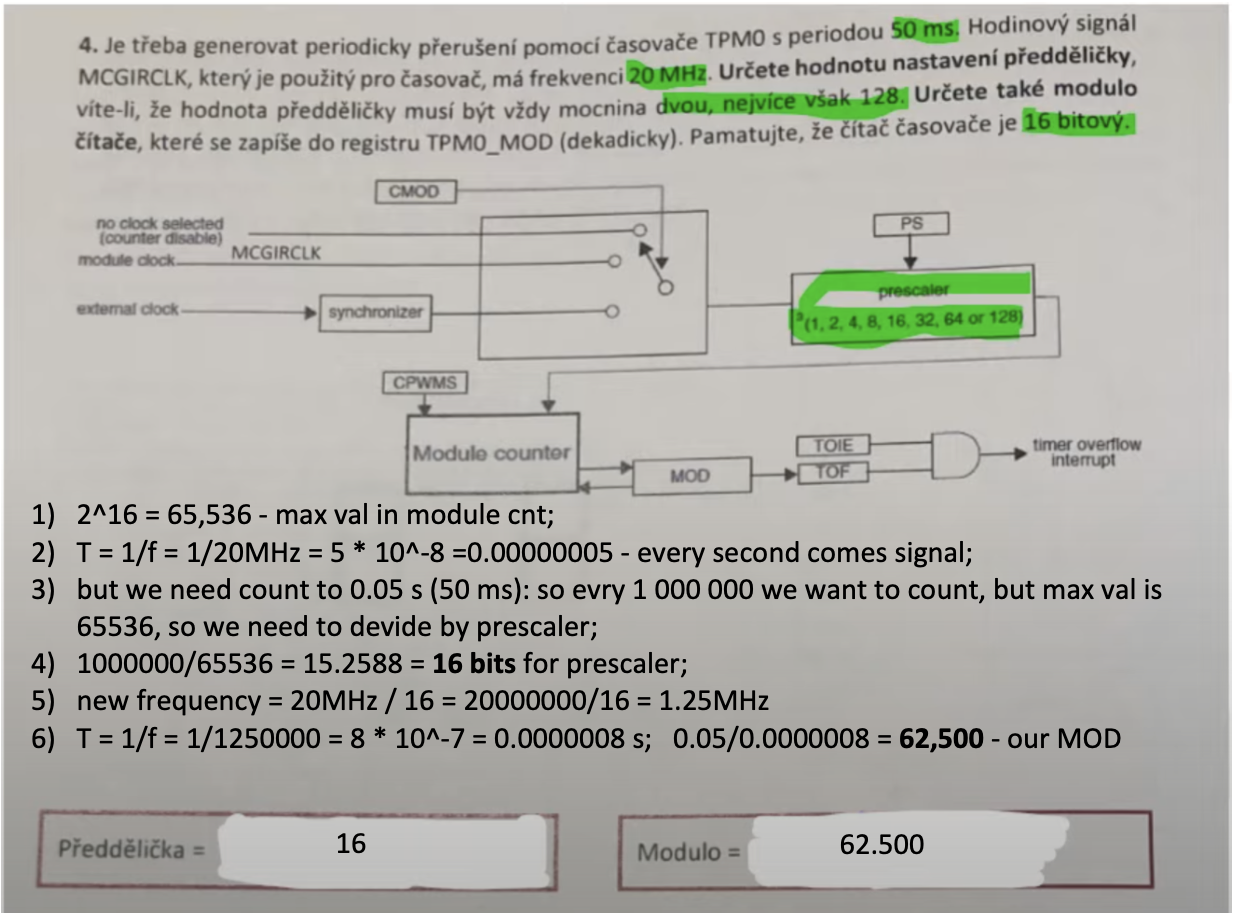 4. Je třeba generovat periodicky přerušení pomocí časovače TPM0 s periodou 50 ms. Hodinový signál
MCGIRCLK, který je použitý pro časovač, má frekvenci 20 MHz. Určete hodnotu nastavení předděličky,
víte-li, že hodnota předděličky musí být vždy mocnina dvou, nejvíce však 128. Určete také modulo
čítače, které se zapíše do registru TPM0_MOD (dekadicky). Pamatujte, že čítač časovače je 16 bitový.
CMOD
no clock selected
(counter disable)
PS
MCGIRCLK
module clock
prescaler
external clock
synchronizer
(1, 2, 4, 8, 16, 32, 64 or 128)
CPWMS
Module counter
TOIE
timer overflow
interrupt
MOD
TOF
1) 2^16 = 65,536 - max val in module cnt;
2) T = 1/f = 1/20MHz = 5 * 10^-8 =0.00000005 - every second comes signal;
3) but we need count to 0.05 s (50 ms): so evry 1 000 000 we want to count, but max val is
65536, so we need to devide by prescaler;
4) 1000000/65536 = 15.2588 = 16 bits for prescaler;
5) new frequency = 20MHz / 16 = 20000000/16 = 1.25MHz
6) T = 1/f = 1/1250000 = 8 * 10^-7 = 0.0000008 s; 0.05/0.0000008 = 62,500 - our MOD
Předdělička = 16
Modulo = 62.500